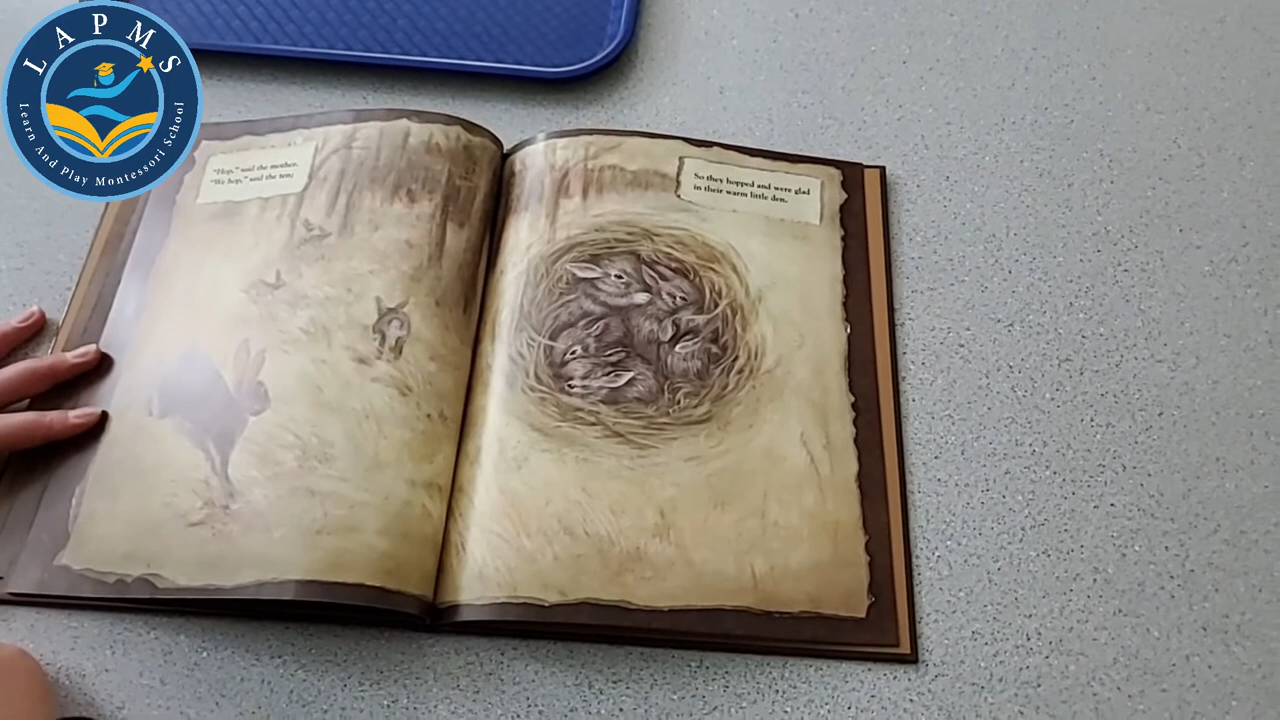 LAPMS
Learn And Play Montessori School
“Hop,” said the mother.
“We hop,” said the ten;
So they hopped and were glad
in their warm little den.